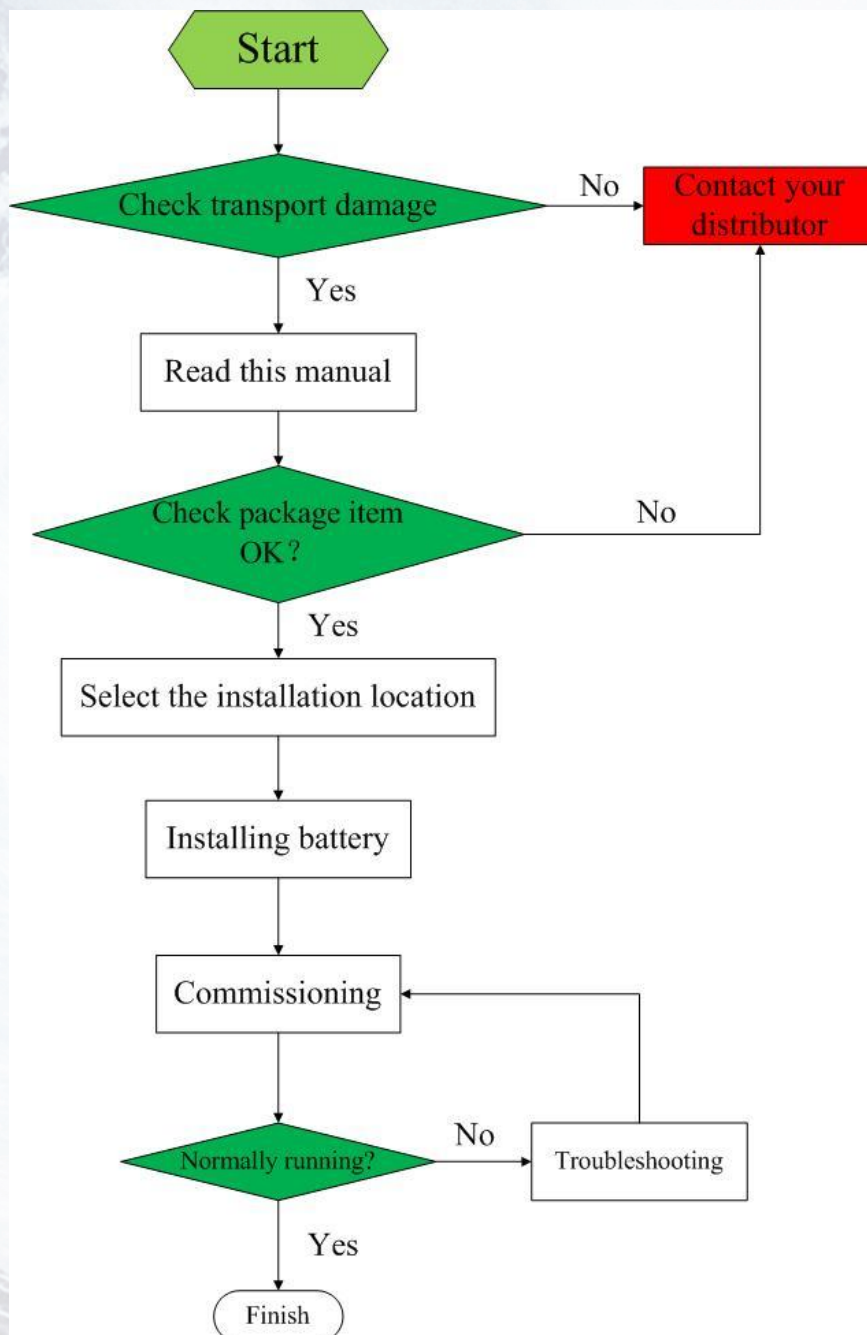 Start
Check transport damage
No
Contact your
distributor
Yes
Read this manual
Check package item
OK?
No
Yes
Select the installation location
Installing battery
Commissioning
Normally running?
No
Troubleshooting
Yes
Finish